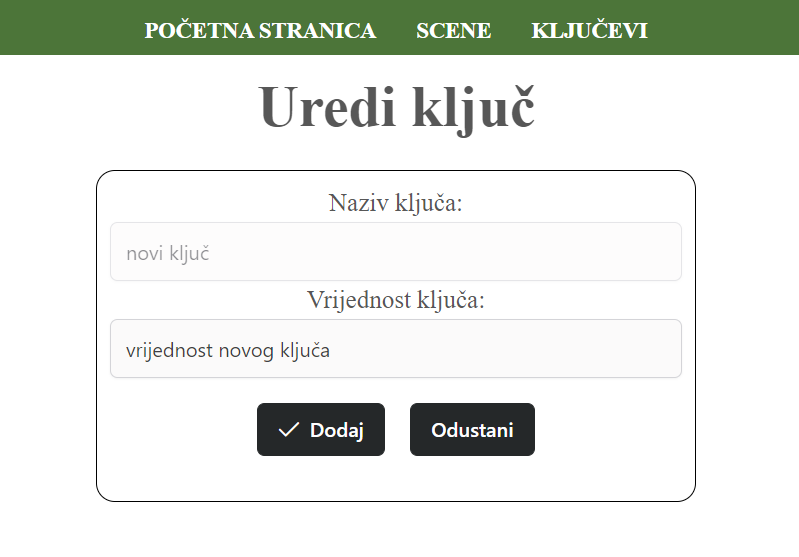 POČETNA STRANICA SCENE KLJUČEVI
Uredi ključ
Naziv ključa:
novi ključ
Vrijednost ključa:
vrijednost novog ključa
Dodaj Odustani